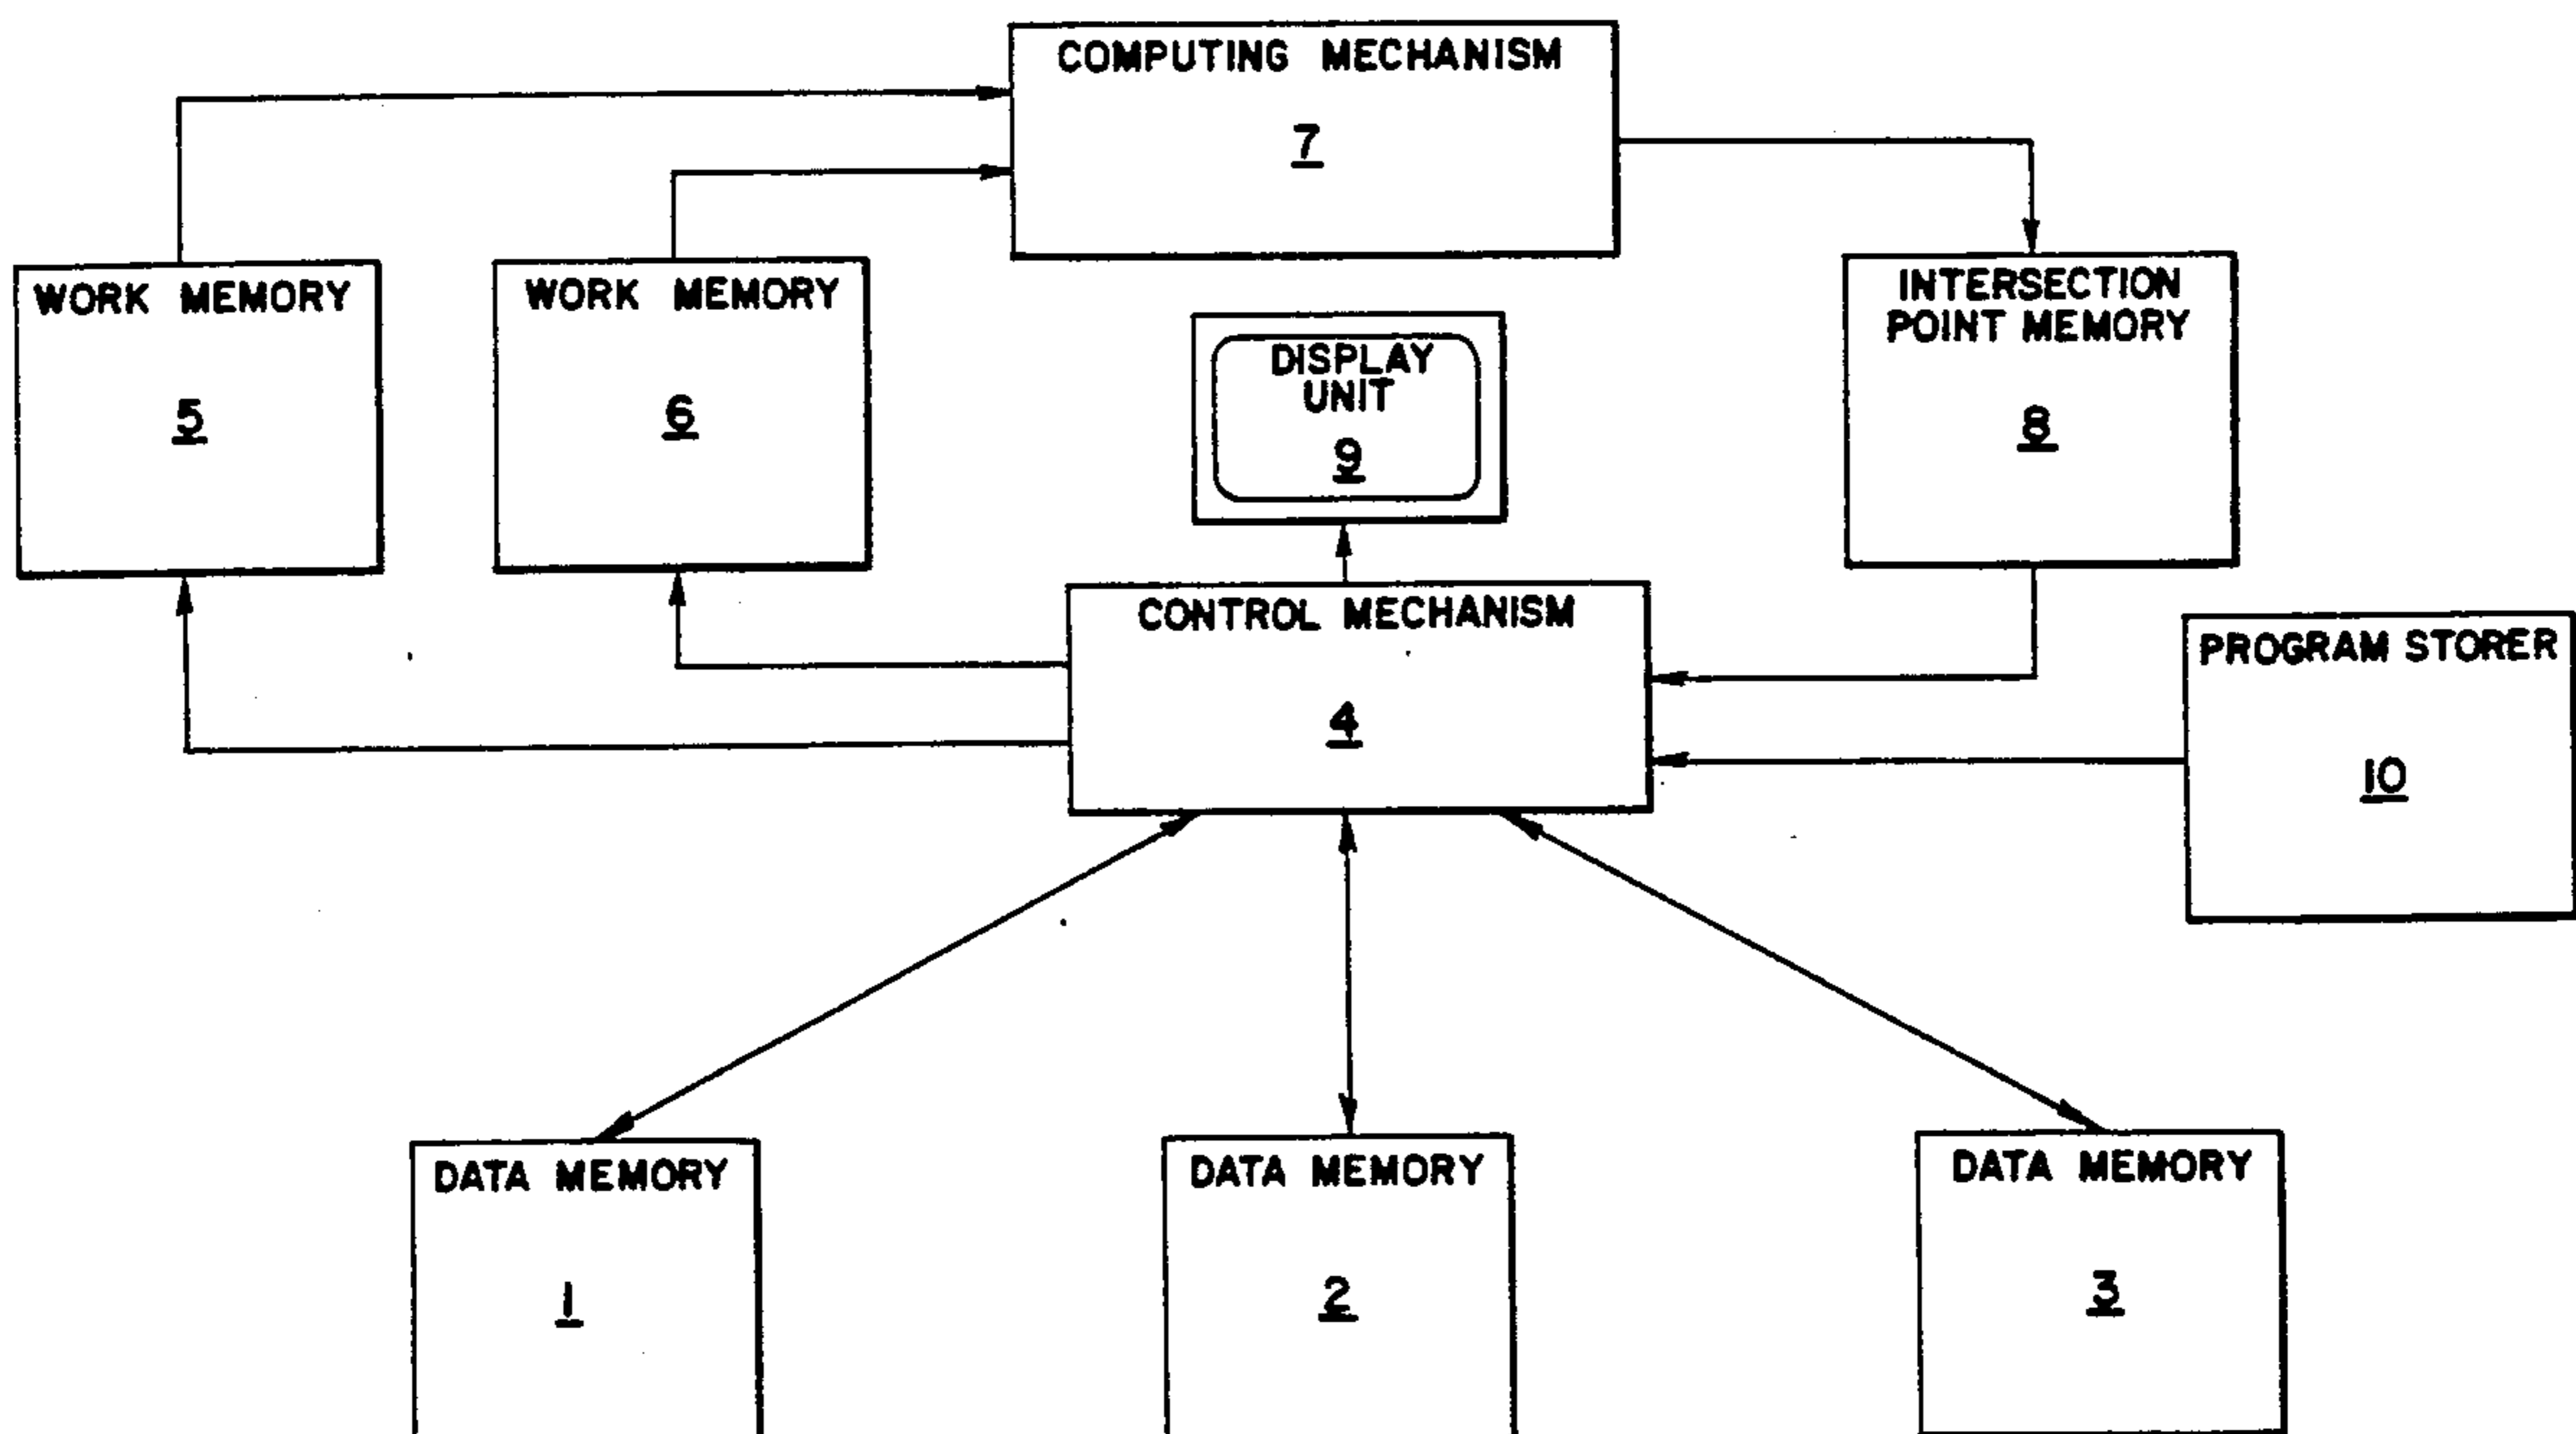 COMPUTING MECHANISM
7
WORK MEMORY
5
WORK MEMORY
6
INTERSECTION
POINT MEMORY
8
DISPLAY
UNIT
9
CONTROL MECHANISM
4
PROGRAM STORER
10
DATA MEMORY
1
DATA MEMORY
2
DATA MEMORY
3